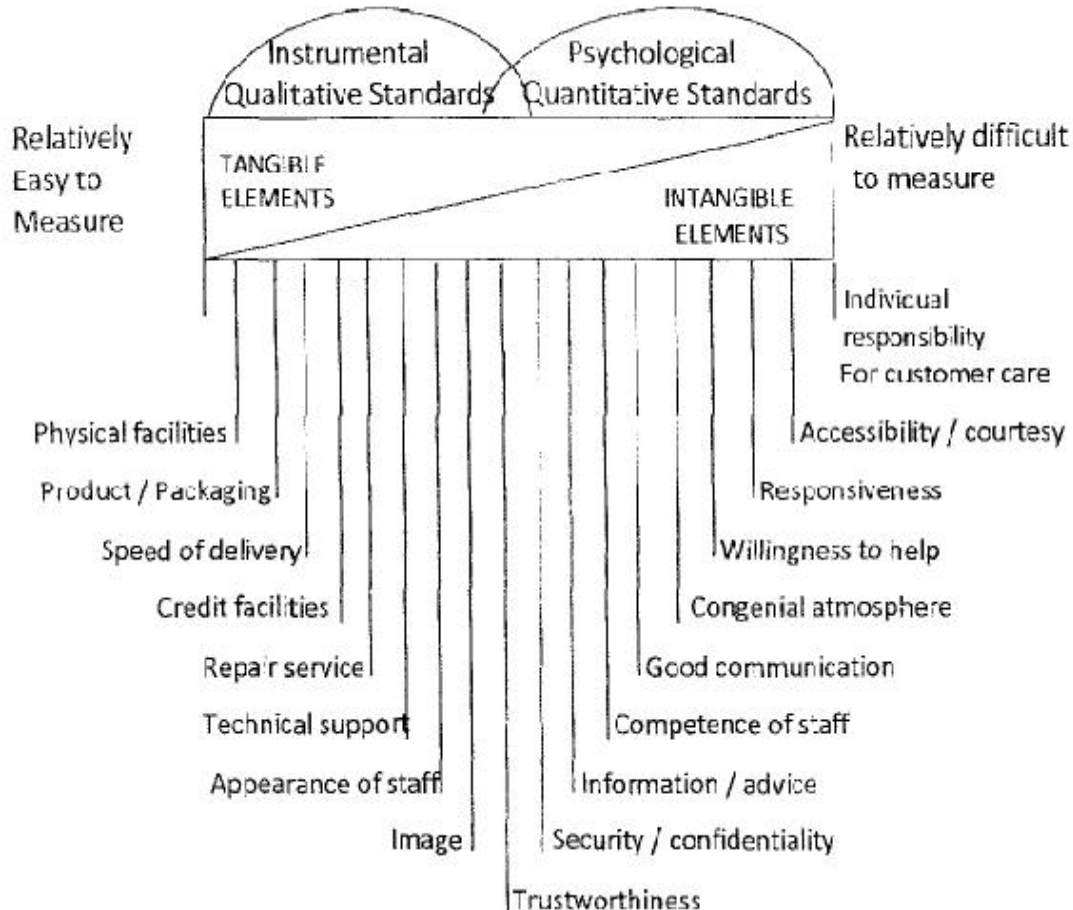 Instrumental
Qualitative Standards
Psychological
Quantitative Standards
Relatively
Easy to
Measure
TANGIBLE
ELEMENTS
INTANGIBLE
ELEMENTS
Relatively difficult
to measure
Individual
responsibility
For customer care
Physical facilities
Accessibility / courtesy
Product / Packaging
Responsiveness
Speed of delivery
Willingness to help
Credit facilities
Congenial atmosphere
Repair service
Good communication
Technical support
Competence of staff
Appearance of staff
Information / advice
Image
Security / confidentiality
Trustworthiness